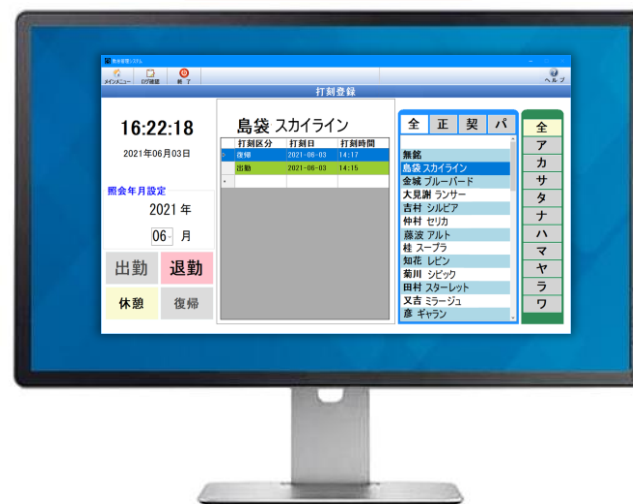 勤怠管理システム
メインメニュー ログ確認 終了 ヘルプ
打刻登録
16:22:18
2021年06月03日
照会年月設定
2021 年
06 月
出勤 退勤
休憩 復帰
島袋 スカイライン
打刻区分 打刻日 打刻時間
復帰 2021-06-03 14:17
出勤 2021-06-03 14:15
全 正 契 パ
無銘
島袋 スカイライン
金城 ブルーバード
大見謝 ランサー
吉村 シルビア
仲村 セリカ
藤波 アルト
桂 スープラ
知花 レビン
菊川 シビック
田村 スターレット
又吉 ミラージュ
彦 ギャラン
全
ア
カ
サ
タ
ナ
ハ
マ
ヤ
ラ
ワ